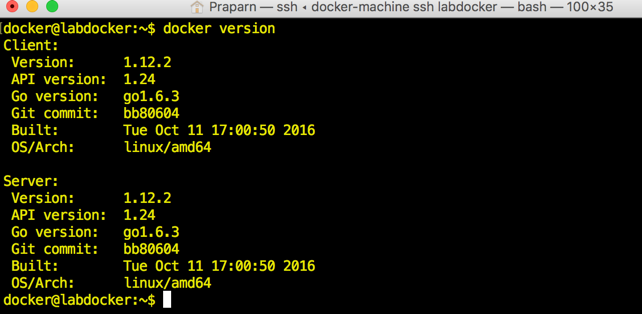 Praparn — ssh ◂ docker-machine ssh labdocker — bash — 100×35
docker@labdocker:~$ docker version
Client:
 Version:      1.12.2
 API version:  1.24
 Go version:   go1.6.3
 Git commit:   bb80604
 Built:        Tue Oct 11 17:00:50 2016
 OS/Arch:      linux/amd64

Server:
 Version:      1.12.2
 API version:  1.24
 Go version:   go1.6.3
 Git commit:   bb80604
 Built:        Tue Oct 11 17:00:50 2016
 OS/Arch:      linux/amd64
docker@labdocker:~$